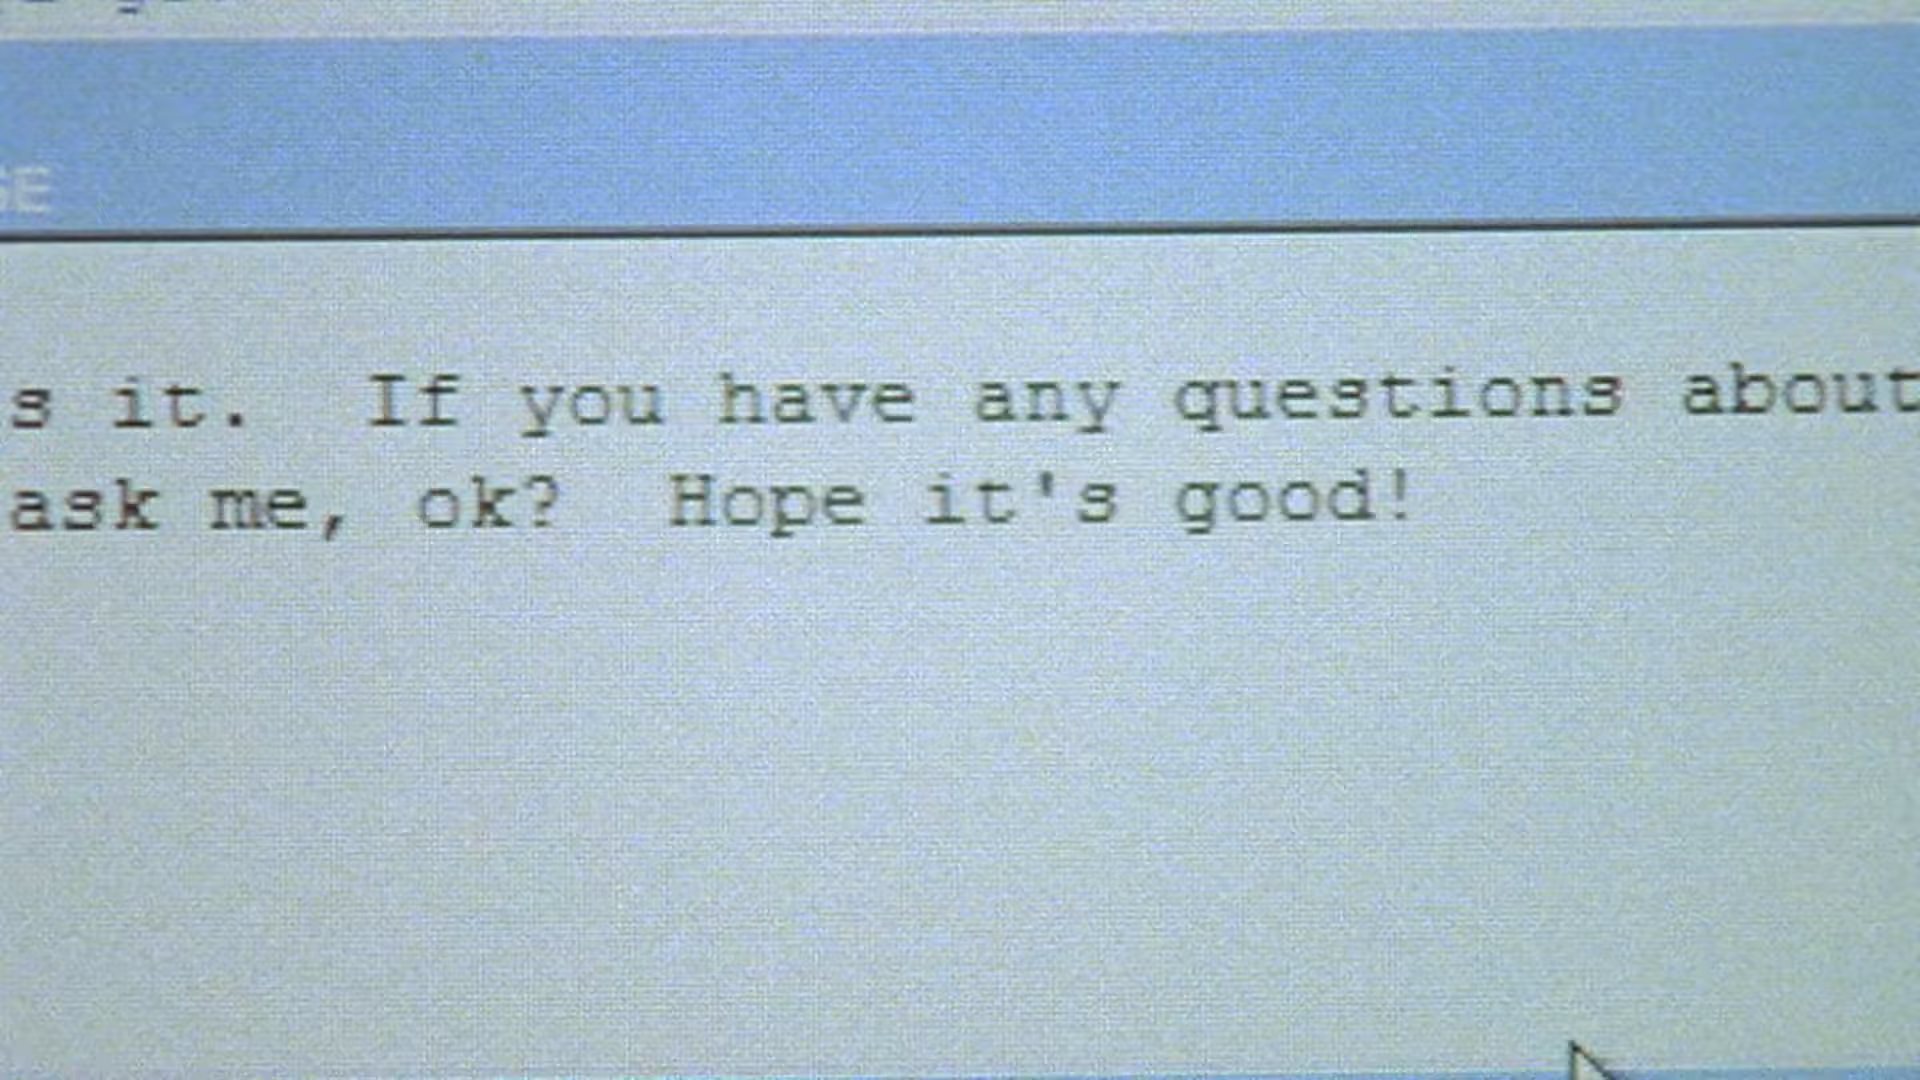 s it.  If you have any questions about
ask me, ok?  Hope it's good!